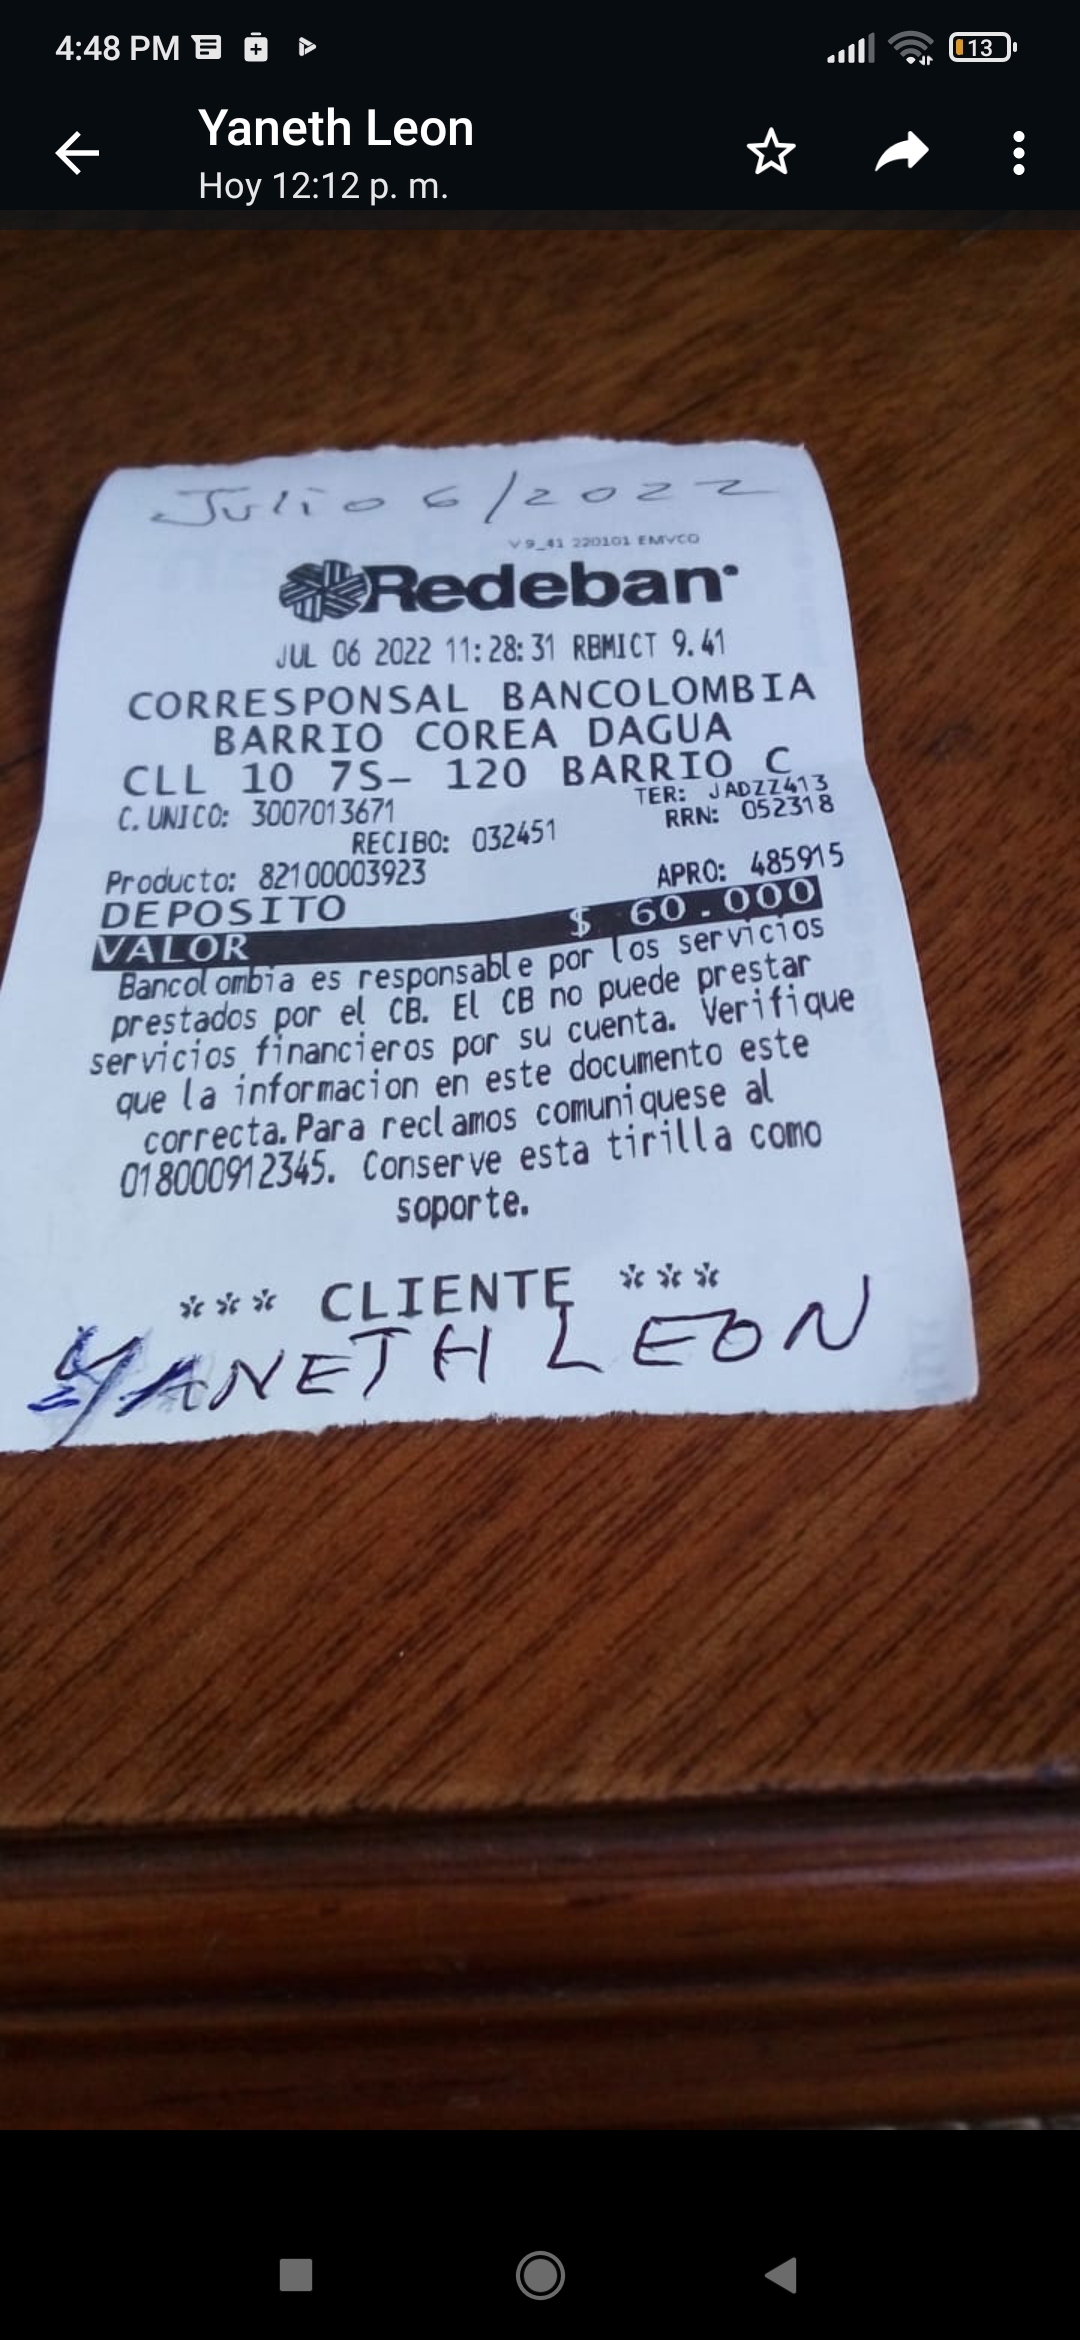 4:48 PM
13
Yaneth Leon
Hoy 12:12 p. m.
Julio 6/2022
V9_41 220101 EMVCO
Redeban
JUL 06 2022 11:28:31 RBMICT 9.41
CORRESPONSAL BANCOLOMBIA
BARRIO COREA DAGUA
CLL 10 7S- 120 BARRIO C
C. UNICO: 3007013671 TER: JADZZ413
RECIBO: 032451 RRN: 052318
Producto: 82100003923 APRO: 485915
DEPOSITO
VALOR $ 60.000
Bancolombia es responsable por los servicios
prestados por el CB. El CB no puede prestar
servicios financieros por su cuenta. Verifique
que la informacion en este documento este
correcta. Para reclamos comuniquese al
018000912345. Conserve esta tirilla como
soporte.
*** CLIENTE ***
YANETH LEON